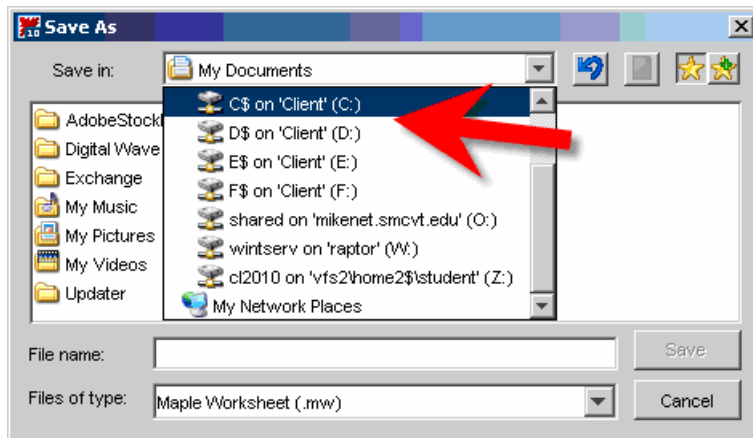 10 Save As
Save in: My Documents
C$ on 'Client' (C:)
D$ on 'Client' (D:)
E$ on 'Client' (E:)
F$ on 'Client' (F:)
shared on 'mikenet.smcvt.edu' (O:)
wintserv on 'raptor' (W:)
cl2010 on 'vfs2\home2$\student' (Z:)
My Network Places
AdobeStock
Digital Wave
Exchange
My Music
My Pictures
My Videos
Updater
File name: Save
Files of type: Maple Worksheet (.mw) Cancel